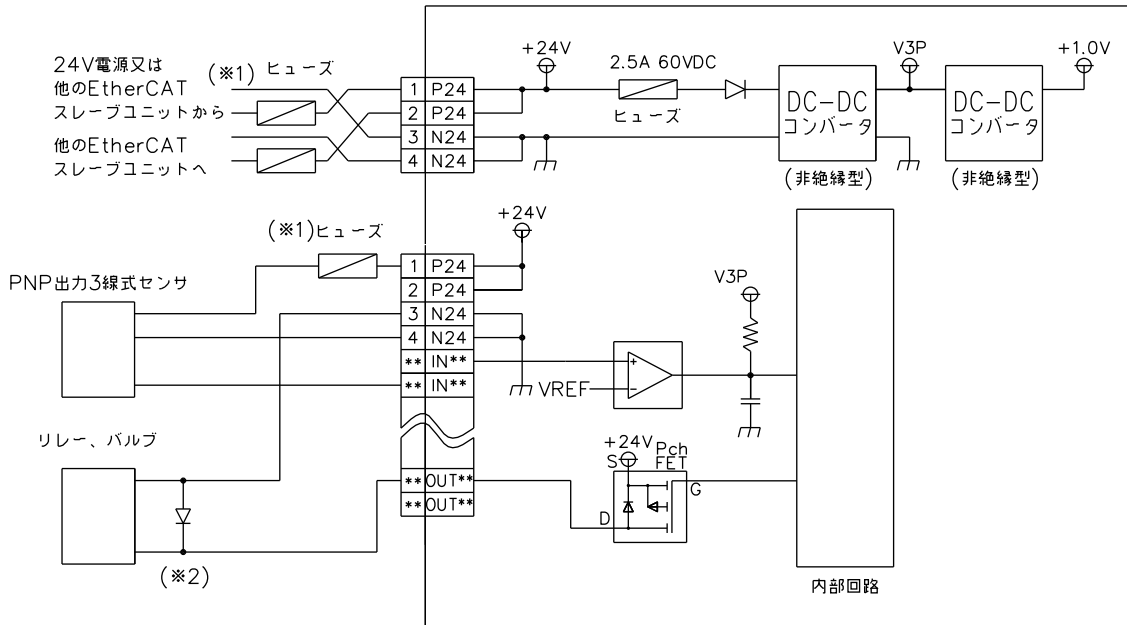 24V電源又は
他のEtherCAT
スレーブユニットから
他のEtherCAT
スレーブユニットへ
(※1) ヒューズ
1 P24
2 P24
3 N24
4 N24
+24V
2.5A 60VDC
ヒューズ
DC-DC
コンバータ
(非絶縁型)
V3P
DC-DC
コンバータ
(非絶縁型)
+1.0V
(※1)ヒューズ
PNP出力3線式センサ
+24V
1 P24
2 P24
3 N24
4 N24
** IN**
** IN**
VREF
+
−
V3P
リレー、バルブ
(※2)
** OUT**
** OUT**
+24V
S
Pch
FET
G
D
内部回路